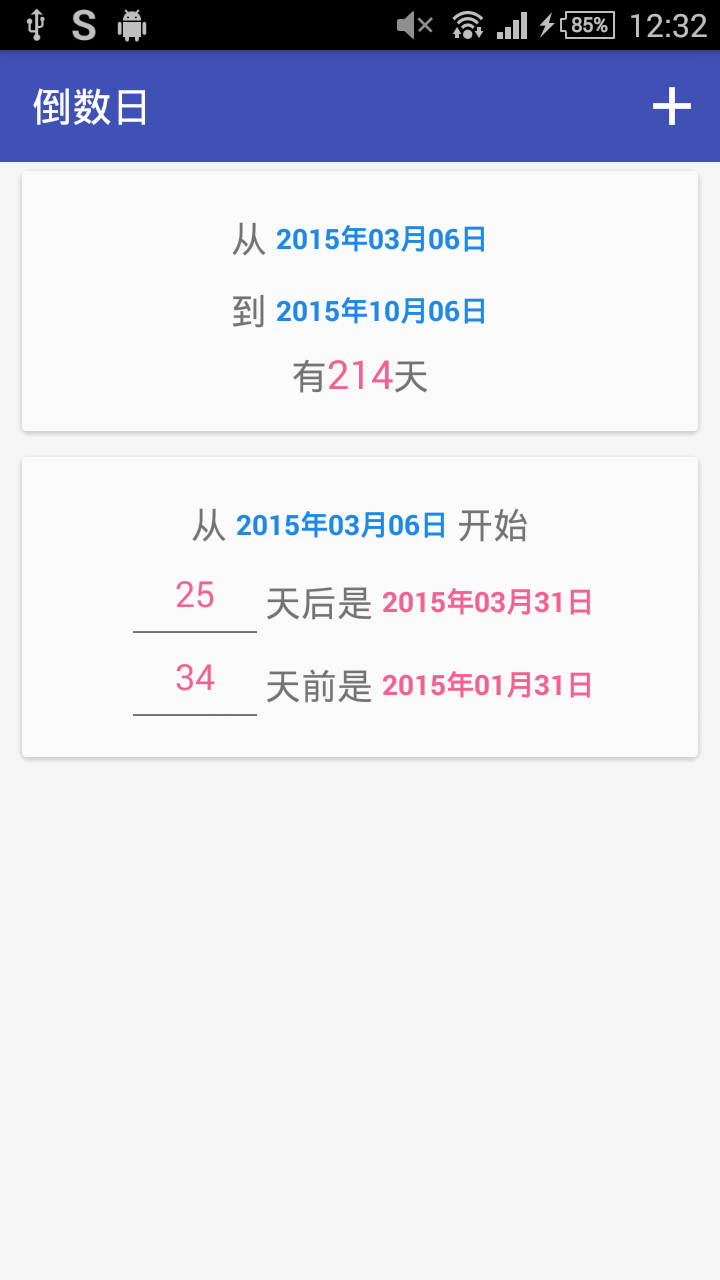 S 85% 12:32
倒数日
从 2015年03月06日
到 2015年10月06日
有214天
从 2015年03月06日 开始
25 天后是 2015年03月31日
34 天前是 2015年01月31日